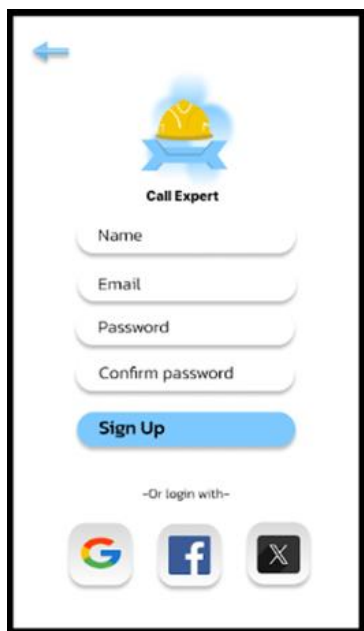 Call Expert
Name
Email
Password
Confirm password
Sign Up
-Or login with-